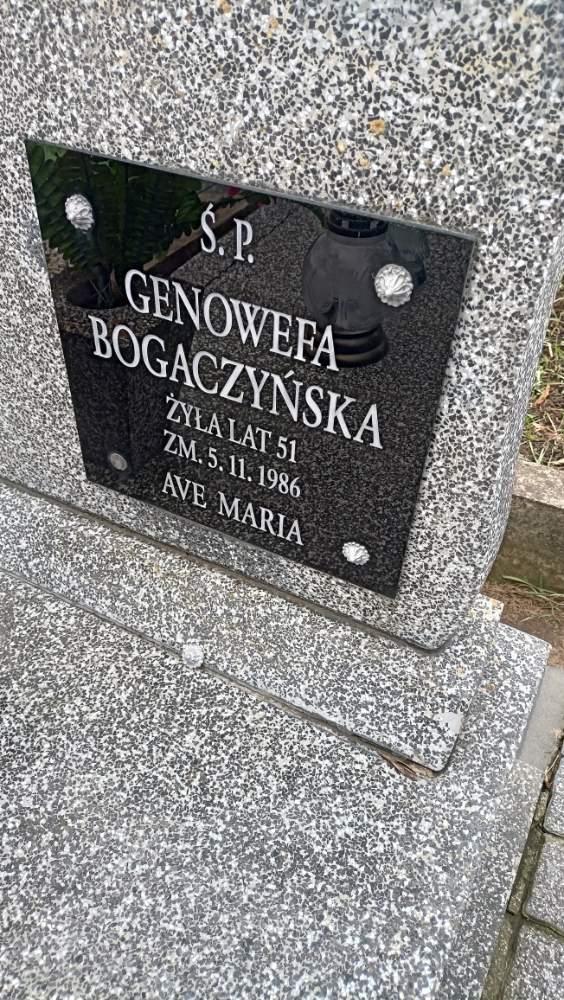 Ś. P.
GENOWEFA
BOGACZYŃSKA
ŻYŁA LAT 51
ZM. 5. 11. 1986
AVE MARIA